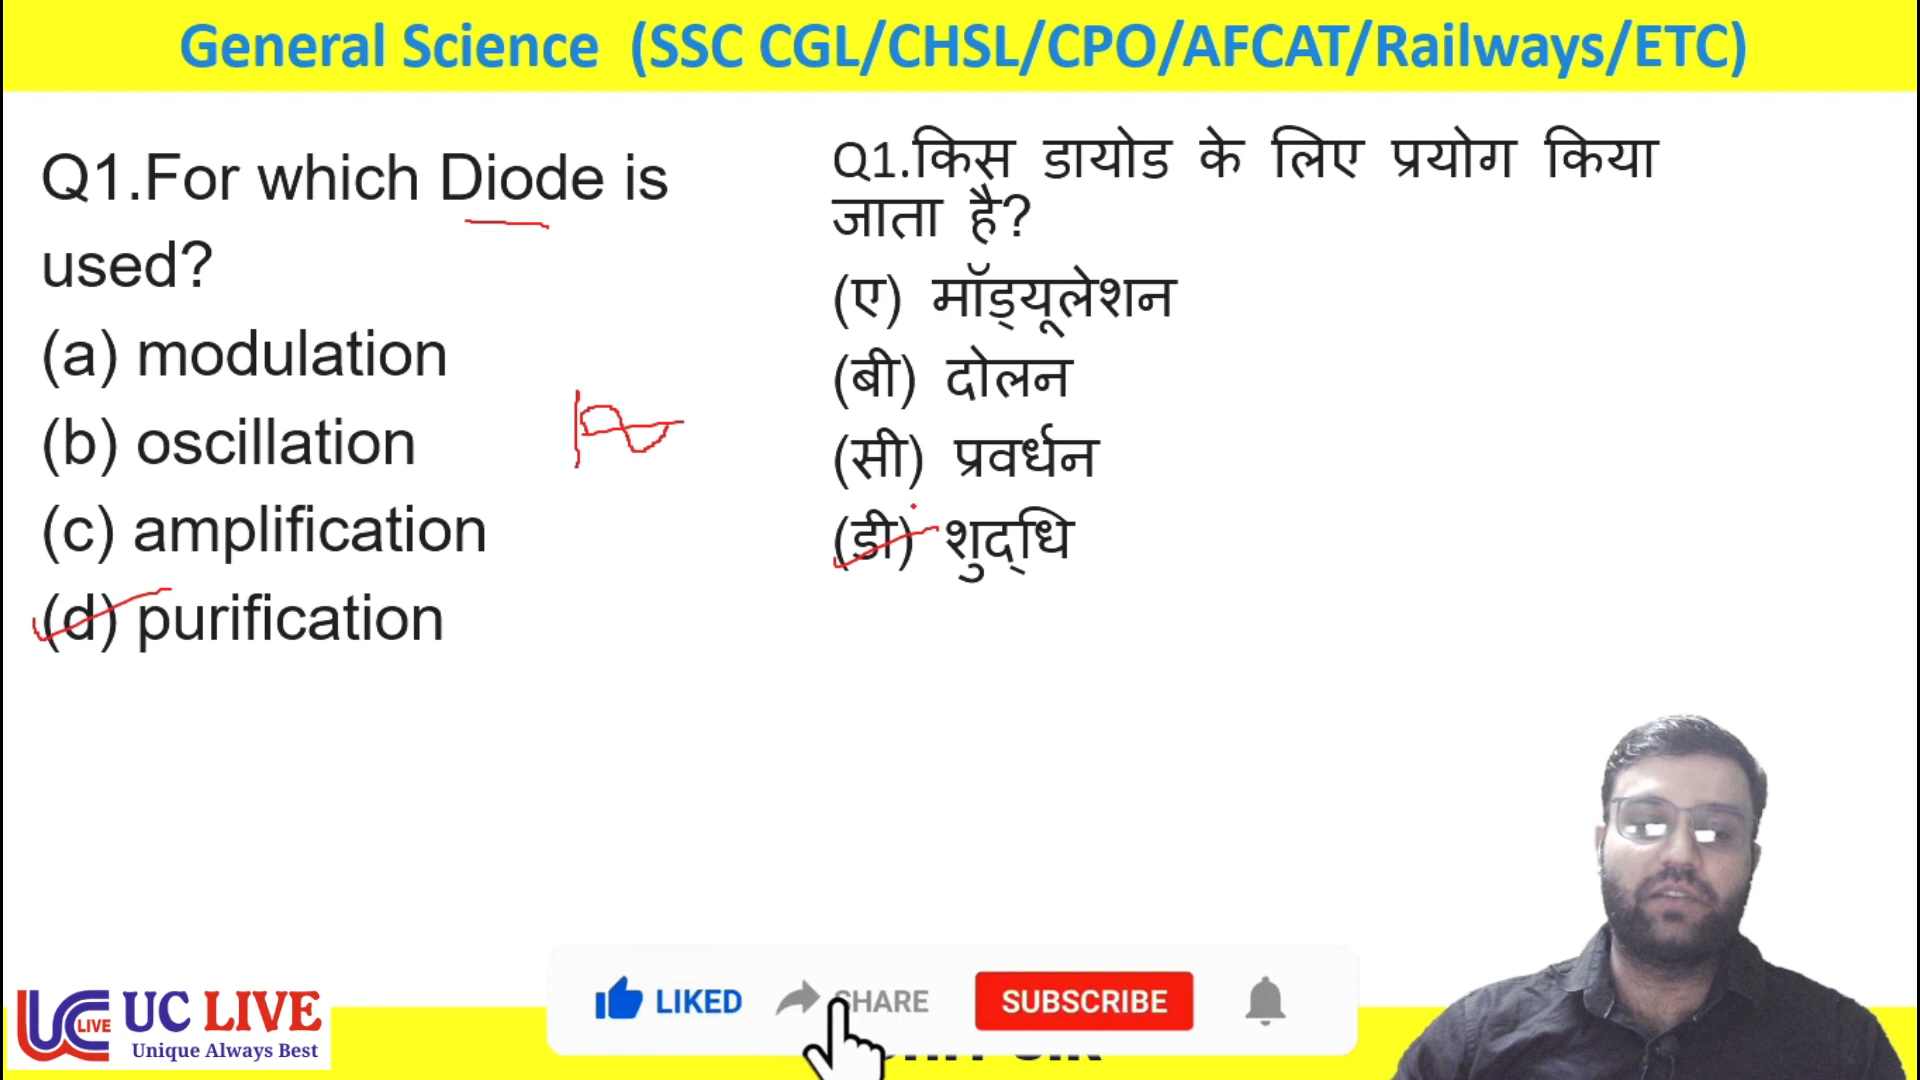 General Science (SSC CGL/CHSL/CPO/AFCAT/Railways/ETC)
Q1.For which Diode is
used?
(a) modulation
(b) oscillation
(c) amplification
(d) purification
Q1.किस डायोड के लिए प्रयोग किया
जाता है?
(ए) मॉड्यूलेशन
(बी) दोलन
(सी) प्रवर्धन
(डी) शुद्धि
LIVE
UC LIVE
Unique Always Best
LIKED
SHARE
SUBSCRIBE